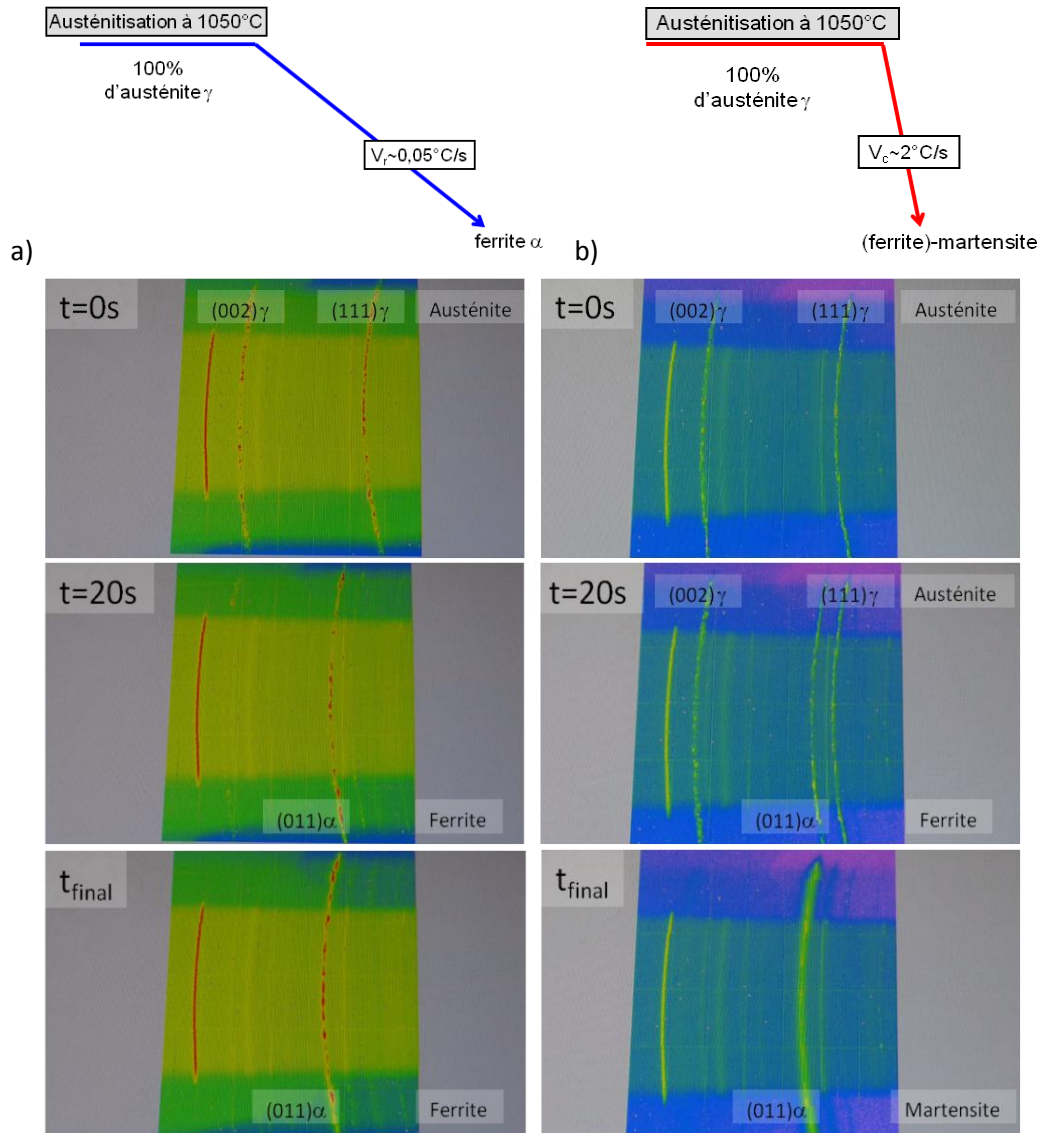 Austénitisation à 1050°C
100%
d'austénite γ
Vr~0,05°C/s
ferrite α
a)
Austénitisation à 1050°C
100%
d'austénite γ
Vc~2°C/s
(ferrite)-martensite
b)
t=0s
(002)γ
(111)γ
Austénite
t=20s
(011)α
Ferrite
tfinal
(011)α
Ferrite
t=0s
(002)γ
(111)γ
Austénite
t=20s
(002)γ
(111)γ
Austénite
(011)α
Ferrite
tfinal
(011)α
Martensite